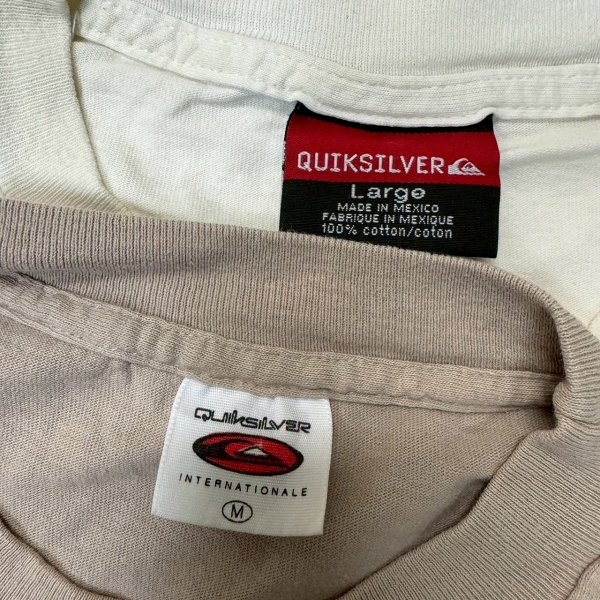 QUIKSILVER
Large
MADE IN MEXICO
FABRIQUE IN MEXIQUE
100% cotton/coton
QUIKSILVER
INTERNATIONALE
M